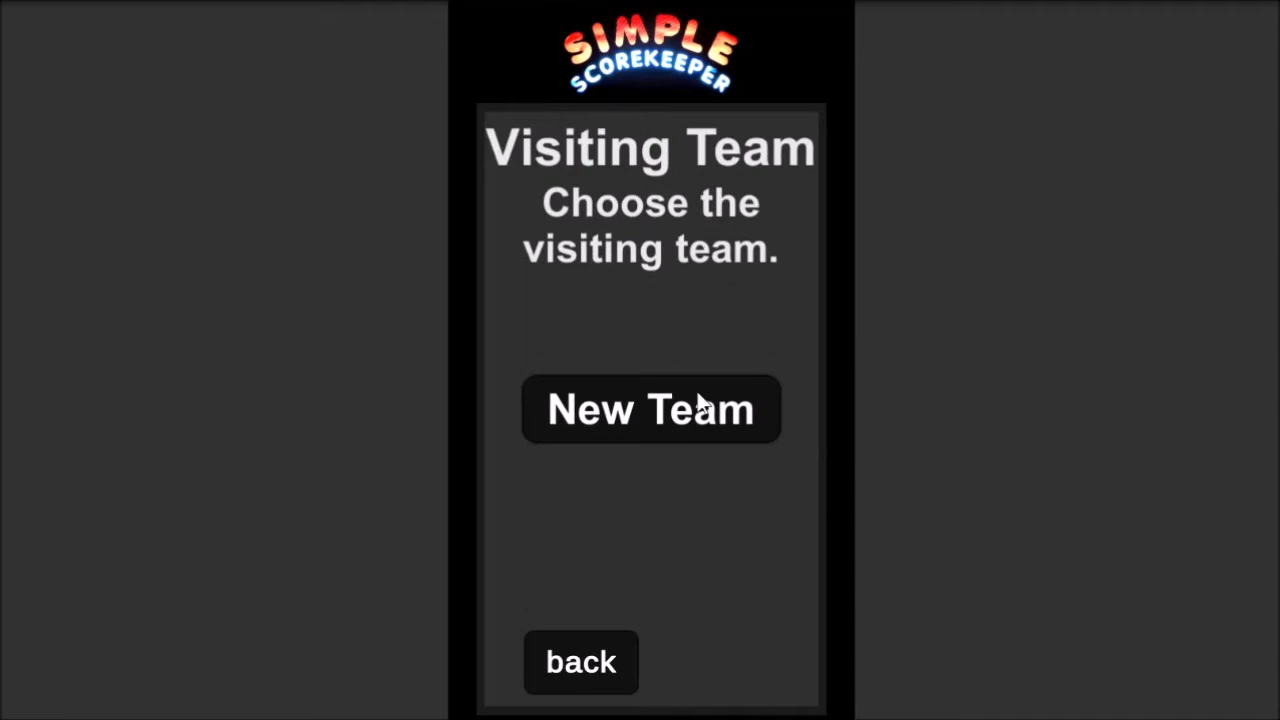 SIMPLE
SCOREKEEPER
Visiting Team
Choose the
visiting team.
New Team
back